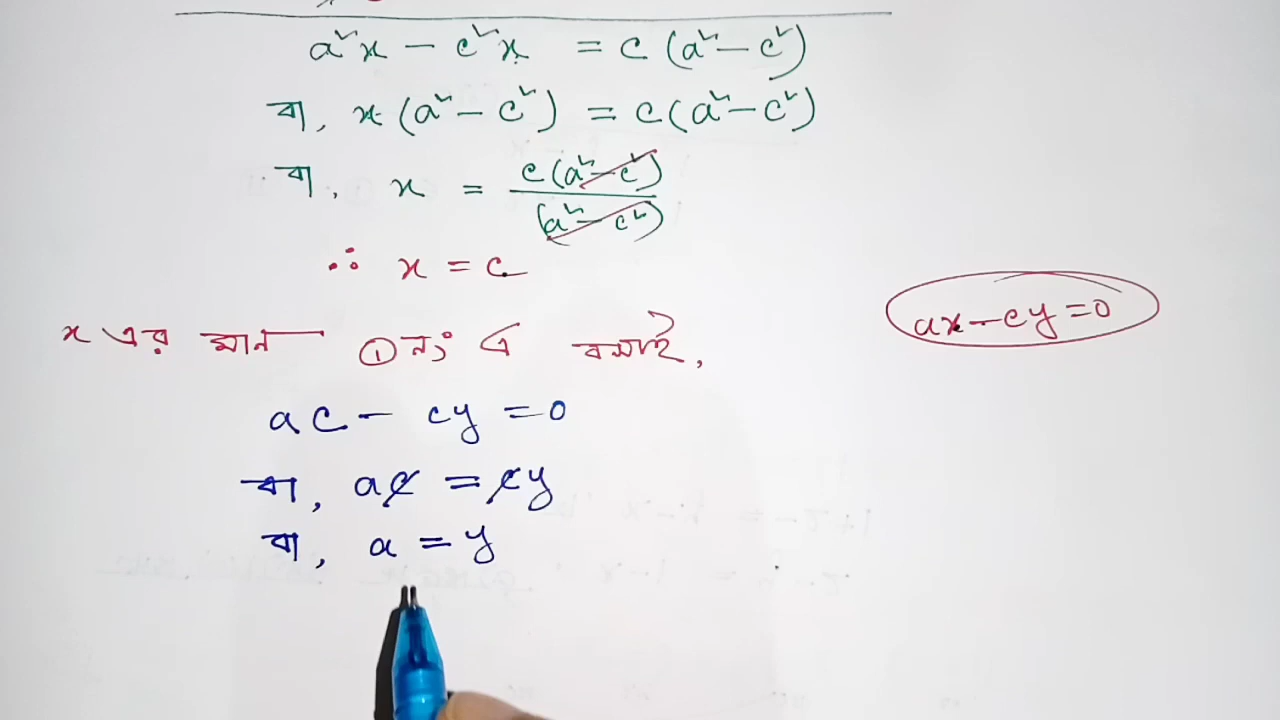 a²x − c²x = c(a² − c²)
বা, x(a² − c²) = c(a² − c²)
বা, x = c(a² − c²) / (a² − c²)
∴ x = c
x এর মান ① নং এ বসাই,
ax − cy = 0
ac − cy = 0
বা, ac = cy
বা, a = y